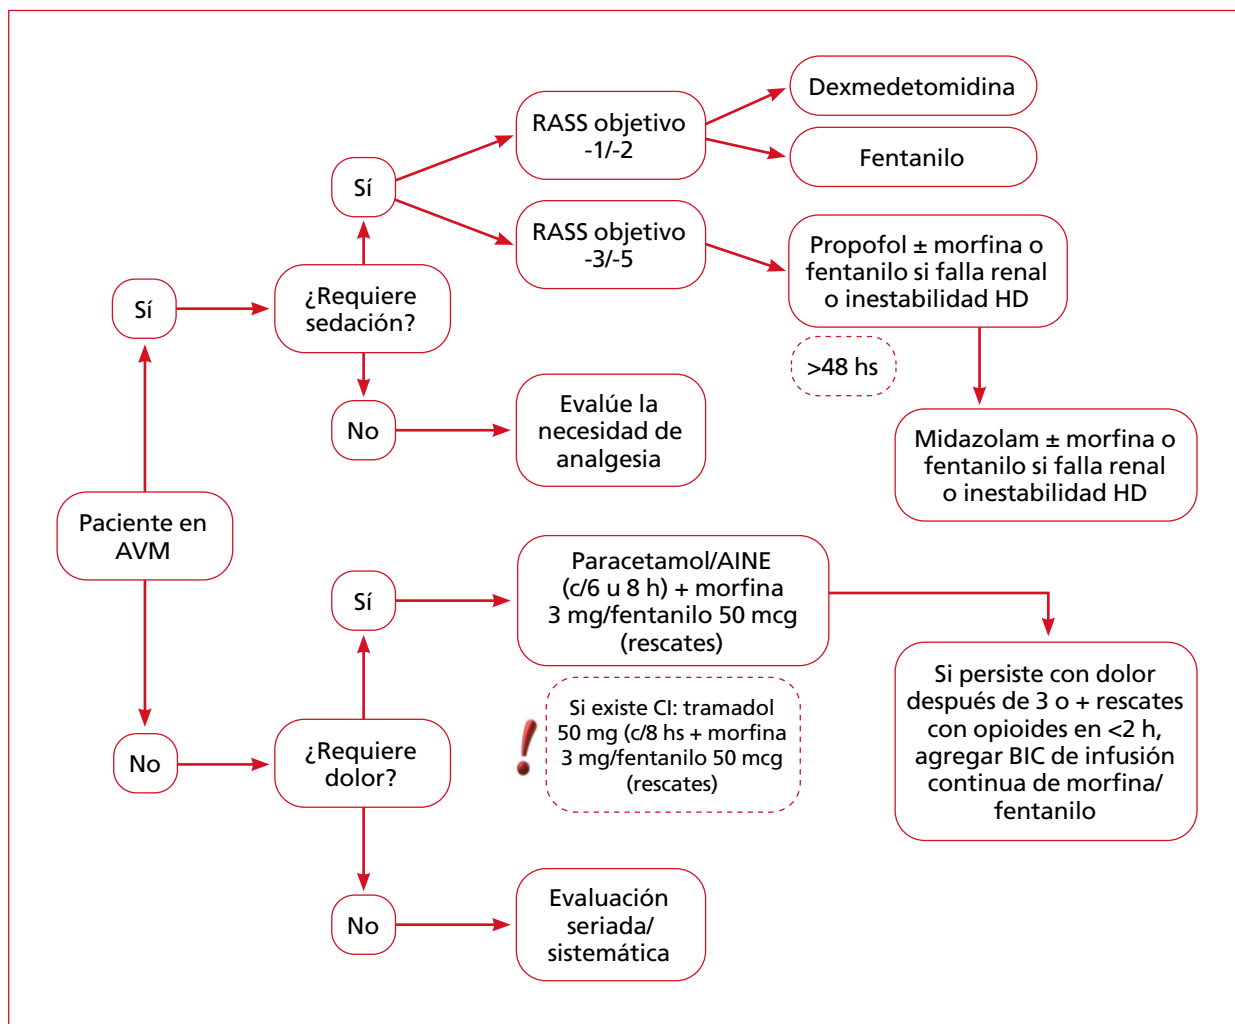 Dexmedetomidina
RASS objetivo
-1/-2
Fentanilo
Sí
RASS objetivo
-3/-5
Propofol ± morfina o
fentanilo si falla renal
o inestabilidad HD
Sí
¿Requiere
sedación?
>48 hs
No
Evalúe la
necesidad de
analgesia
Midazolam ± morfina o
fentanilo si falla renal
o inestabilidad HD
Paciente en
AVM
Sí
Paracetamol/AINE
(c/6 u 8 h) + morfina
3 mg/fentanilo 50 mcg
(rescates)
Si persiste con dolor
después de 3 o + rescates
con opioides en <2 h,
agregar BIC de infusión
continua de morfina/
fentanilo
No
¿Requiere
dolor?
!
Si existe CI: tramadol
50 mg (c/8 hs + morfina
3 mg/fentanilo 50 mcg
(rescates)
No
Evaluación
seriada/
sistemática